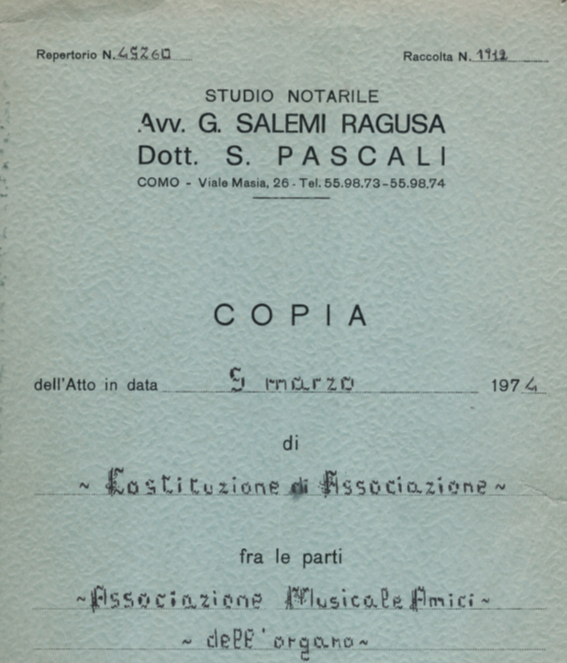 Repertorio N. 49260 Raccolta N. 1912
STUDIO NOTARILE
Avv. G. SALEMI RAGUSA
Dott. S. PASCALI
COMO - Viale Masia, 26 - Tel. 55.98.73-55.98.74
COPIA
dell'Atto in data 9 marzo 1974
di
~ Costituzione di Associazione ~
fra le parti
~ Associazione Musicale Amici ~
~ dell'organo ~